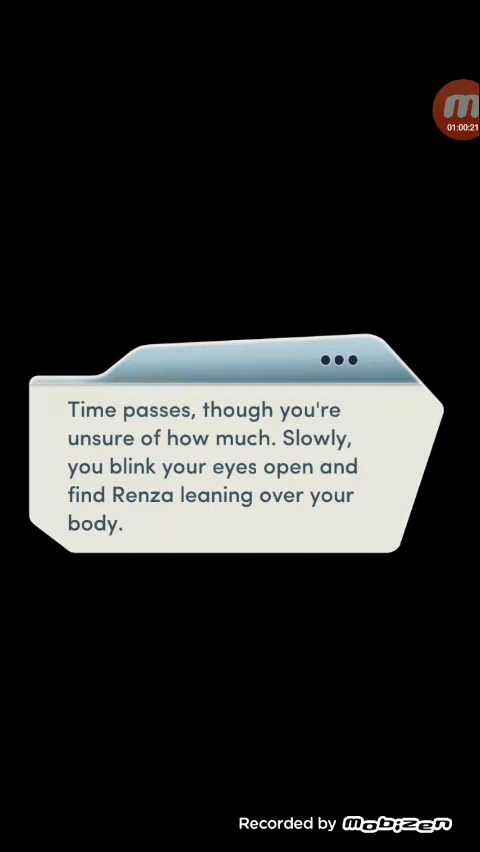 01:00:21
Time passes, though you're
unsure of how much. Slowly,
you blink your eyes open and
find Renza leaning over your
body.
Recorded by mobizen